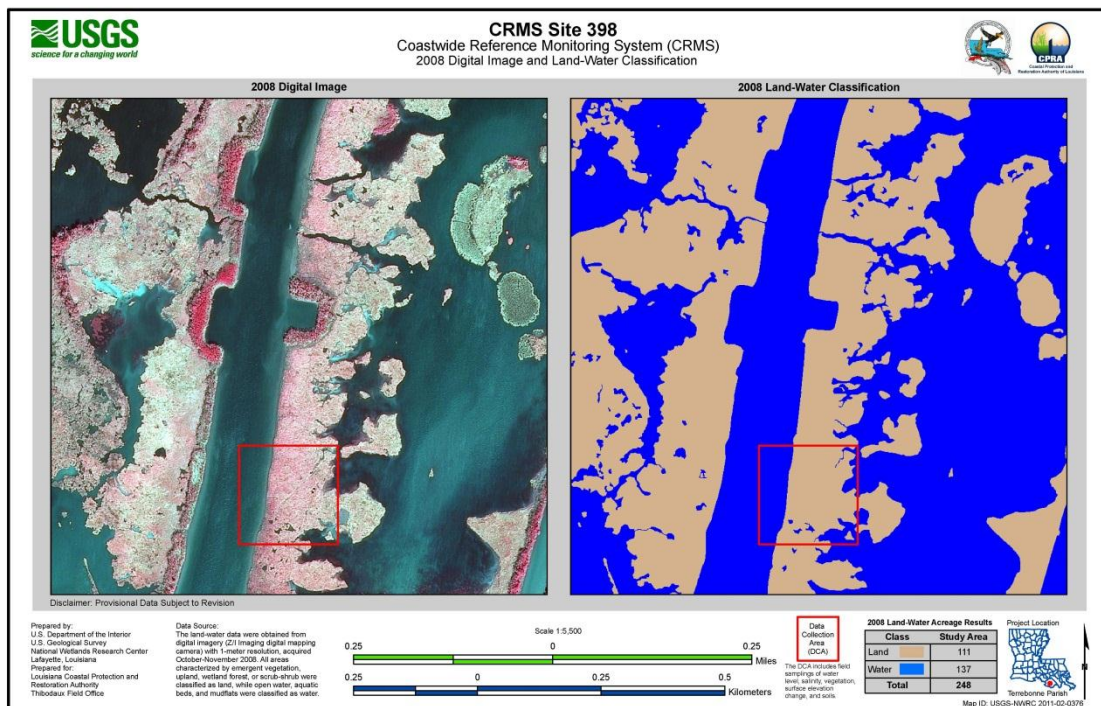 USGS
science for a changing world
CRMS Site 398
Coastwide Reference Monitoring System (CRMS)
2008 Digital Image and Land-Water Classification
CPRA
Coastal Protection and
Restoration Authority of Louisiana
2008 Digital Image
2008 Land-Water Classification
Disclaimer: Provisional Data Subject to Revision
Prepared by:
U.S. Department of the Interior
U.S. Geological Survey
National Wetlands Research Center
Lafayette, Louisiana
Prepared for:
Louisiana Coastal Protection and
Restoration Authority
Thibodaux Field Office
Data Source:
The land-water data were obtained from
digital imagery (Z/I Imaging digital mapping
camera) with 1-meter resolution, acquired
October-November 2008. All areas
characterized by emergent vegetation,
upland, wetland forest, or scrub-shrub were
classified as land, while open water, aquatic
beds, and mudflats were classified as water.
Scale 1:5,500
0.25 0 0.25
Miles
0.25 0 0.5
Kilometers
Data
Collection
Area
(DCA)
The DCA includes field
samplings of water
level, salinity, vegetation,
surface elevation
change, and soils.
2008 Land-Water Acreage Results
Class Study Area
Land 111
Water 137
Total 248
Project Location
Terrebonne Parish
N
Map ID: USGS-NWRC 2011-02-0376